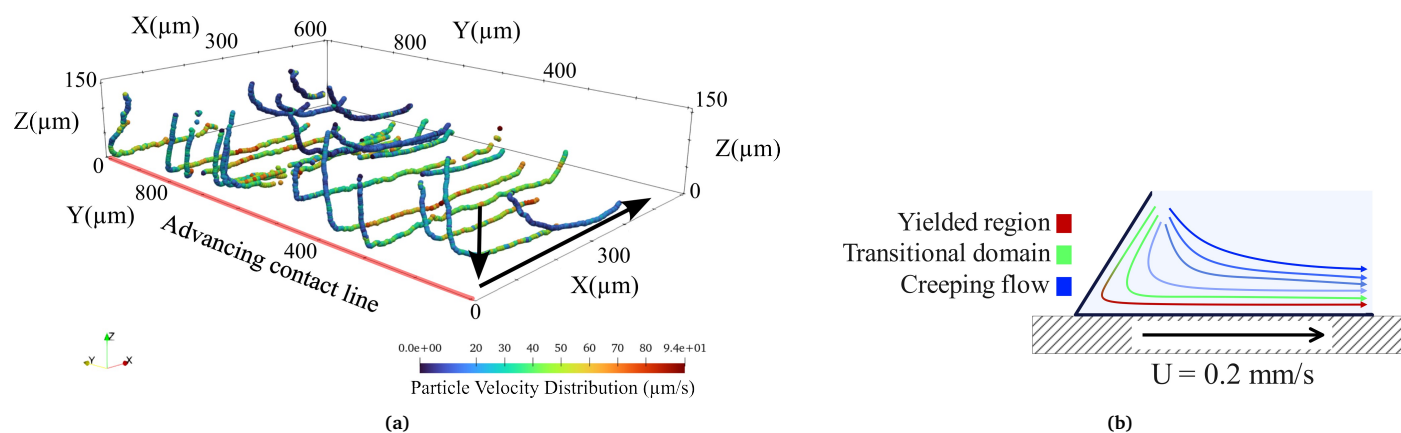 X(µm)
300
600
Y(µm)
800
400
150
Z(µm)
0
150
Z(µm)
0
800
Y(µm)
400
Advancing contact line
300
X(µm)
0
Z
Y
X
0.0e+00 20 30 40 50 60 70 80 9.4e+01
Particle Velocity Distribution (µm/s)
(a)
Yielded region
Transitional domain
Creeping flow
U = 0.2 mm/s
(b)